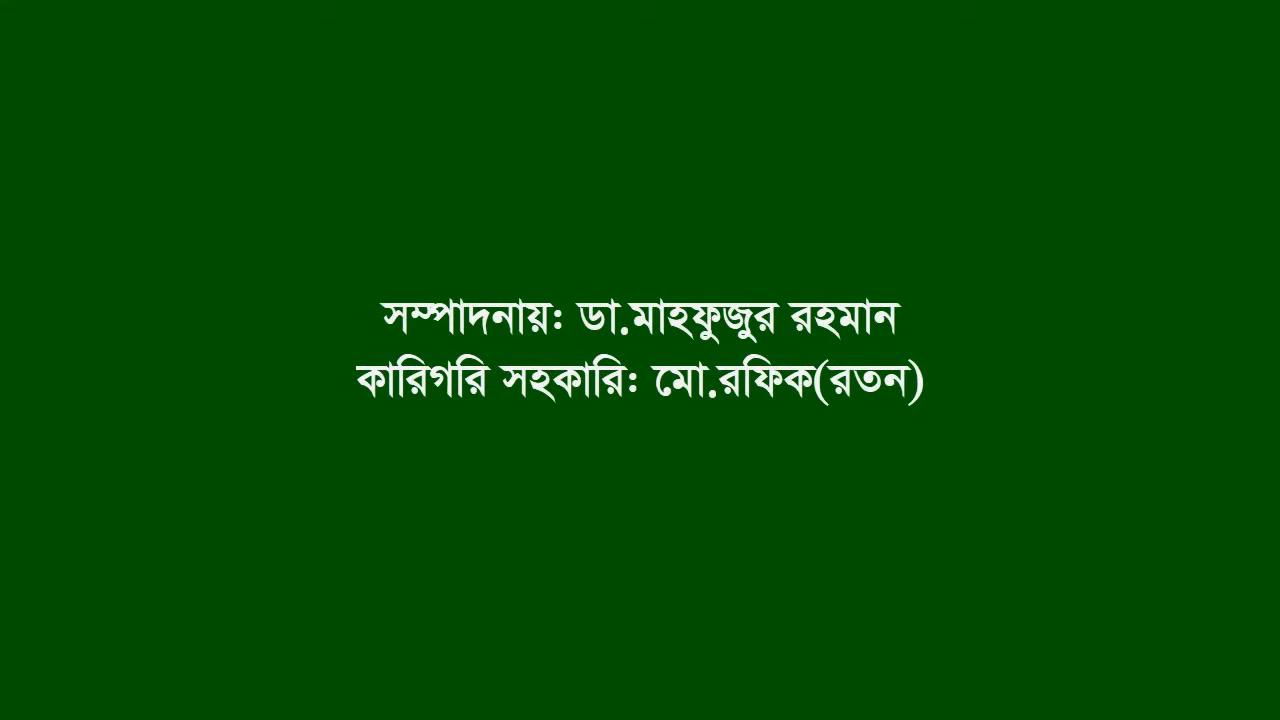 সম্পাদনায়ঃ ডা.মাহফুজুর রহমান
কারিগরি সহকারিঃ মো.রফিক(রতন)